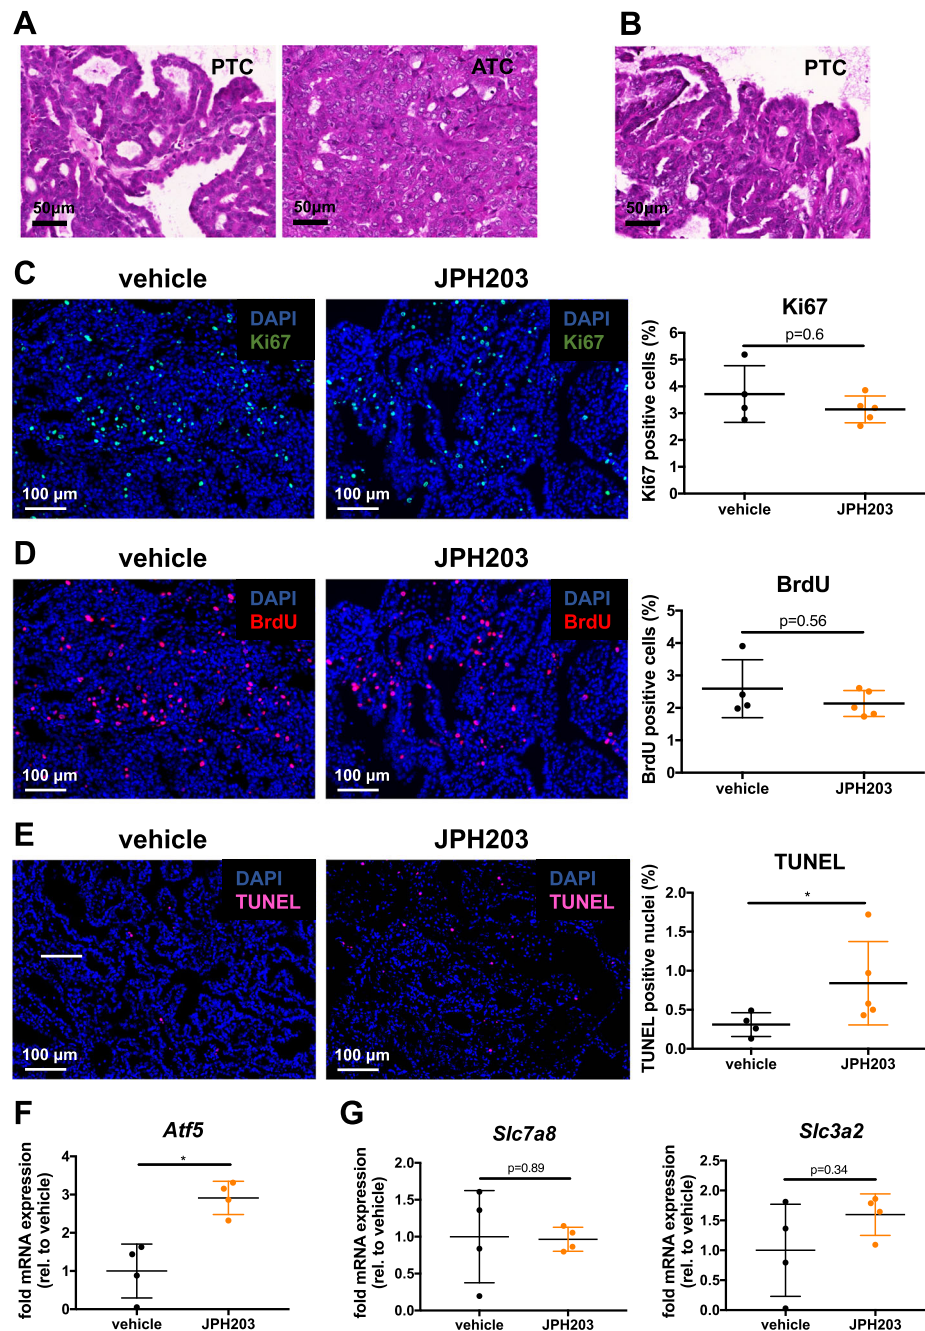 A
B
PTC
ATC
PTC
50µm
50µm
50µm
C
vehicle
JPH203
DAPI
Ki67
DAPI
Ki67
100 µm
100 µm
Ki67
p=0.6
Ki67 positive cells (%)
6
5
4
3
2
1
0
vehicle
JPH203
D
vehicle
JPH203
DAPI
BrdU
DAPI
BrdU
100 µm
100 µm
BrdU
p=0.56
BrdU positive cells (%)
5
4
3
2
1
0
vehicle
JPH203
E
vehicle
JPH203
DAPI
TUNEL
DAPI
TUNEL
100 µm
100 µm
TUNEL
*
TUNEL positive nuclei (%)
2.0
1.5
1.0
0.5
0.0
vehicle
JPH203
F
Atf5
*
fold mRNA expression
(rel. to vehicle)
4
3
2
1
0
vehicle
JPH203
G
Slc7a8
p=0.89
fold mRNA expression
(rel. to vehicle)
2.0
1.5
1.0
0.5
0.0
vehicle
JPH203
Slc3a2
p=0.34
fold mRNA expression
(rel. to vehicle)
2.5
2.0
1.5
1.0
0.5
0.0
vehicle
JPH203